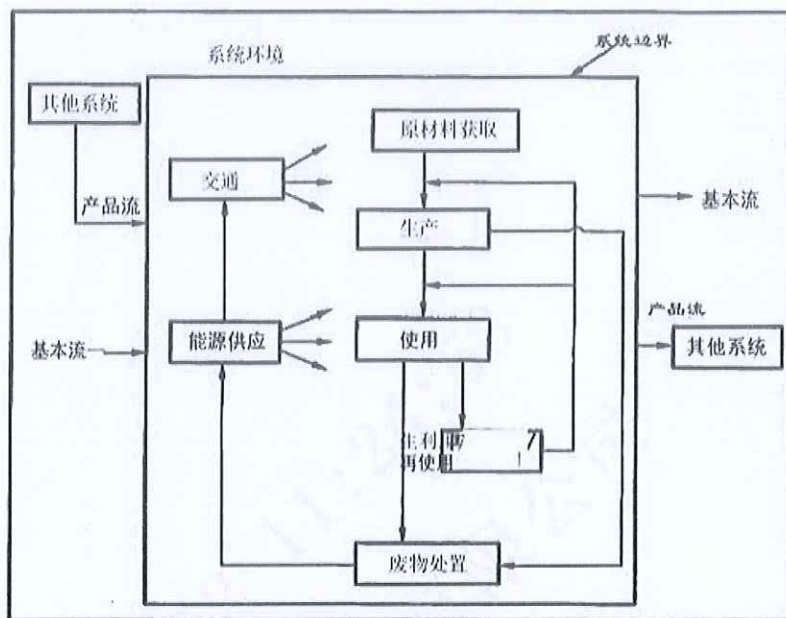 系统环境
系统边界
其他系统
原材料获取
交通
产品流
基本流
生产
产品流
能源供应
使用
基本流
其他系统
生利
再使用
废物处置